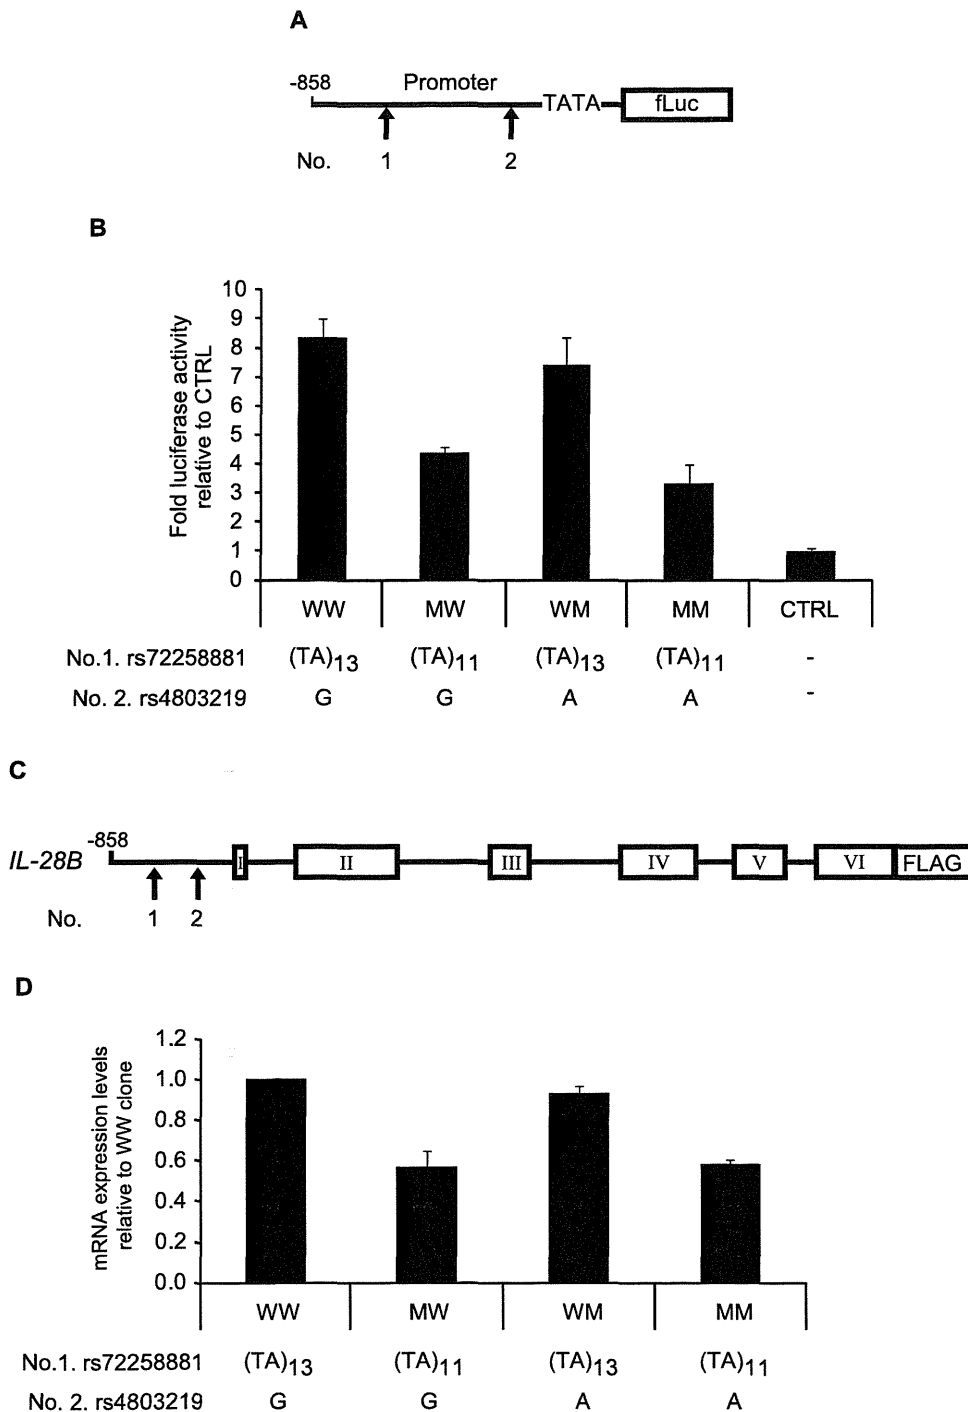 A
-858
Promoter
TATA
fLuc
No. 1 2
B
Fold luciferase activity
relative to CTRL
10
9
8
7
6
5
4
3
2
1
0
WW MW WM MM CTRL
No.1. rs72258881 (TA)13 (TA)11 (TA)13 (TA)11 -
No. 2. rs4803219 G G A A -
C
-858
IL-28B I II III IV V VI FLAG
No. 1 2
D
mRNA expression levels
relative to WW clone
1.2
1.0
0.8
0.6
0.4
0.2
0.0
WW MW WM MM
No.1. rs72258881 (TA)13 (TA)11 (TA)13 (TA)11
No. 2. rs4803219 G G A A